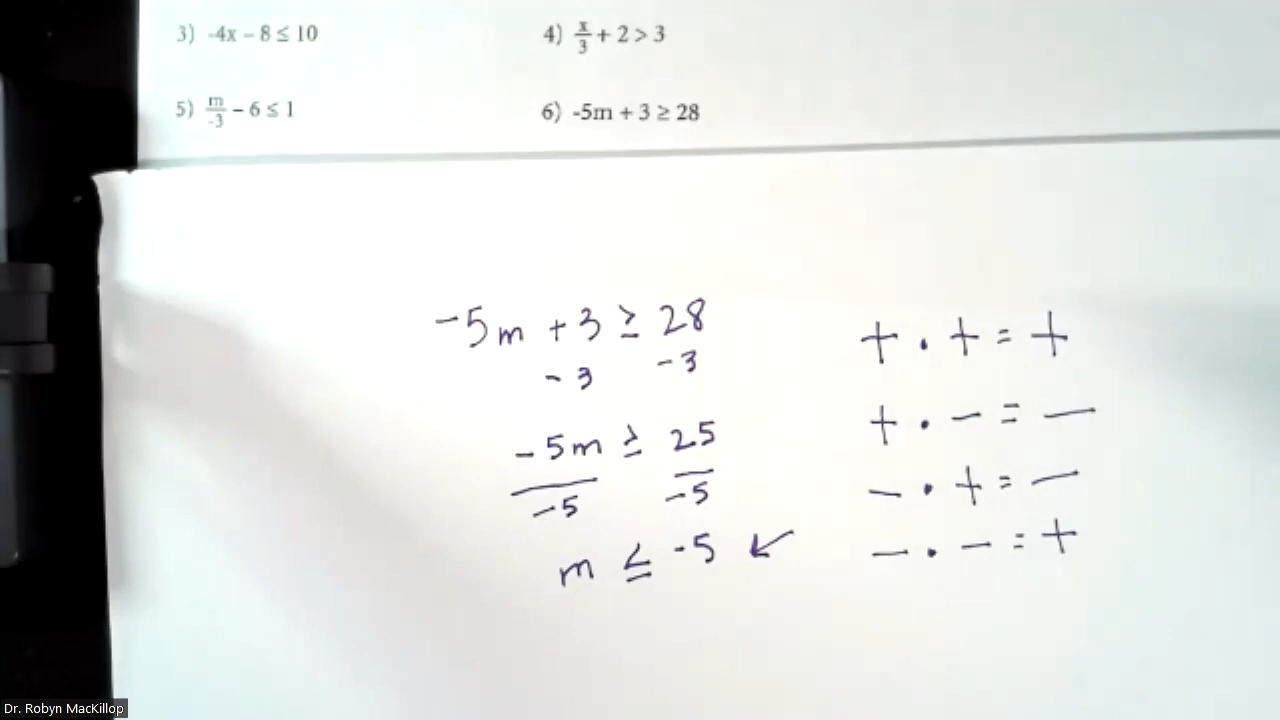 3) -4x – 8 ≤ 10
4) x/3 + 2 > 3
5) m/-3 – 6 ≤ 1
6) -5m + 3 ≥ 28
-5m + 3 ≥ 28
- 3 - 3
-5m ≥ 25
-5 -5
m ≤ -5 ↙
+ · + = +
+ · - = -
- · + = -
- · - = +
Dr. Robyn MacKillop